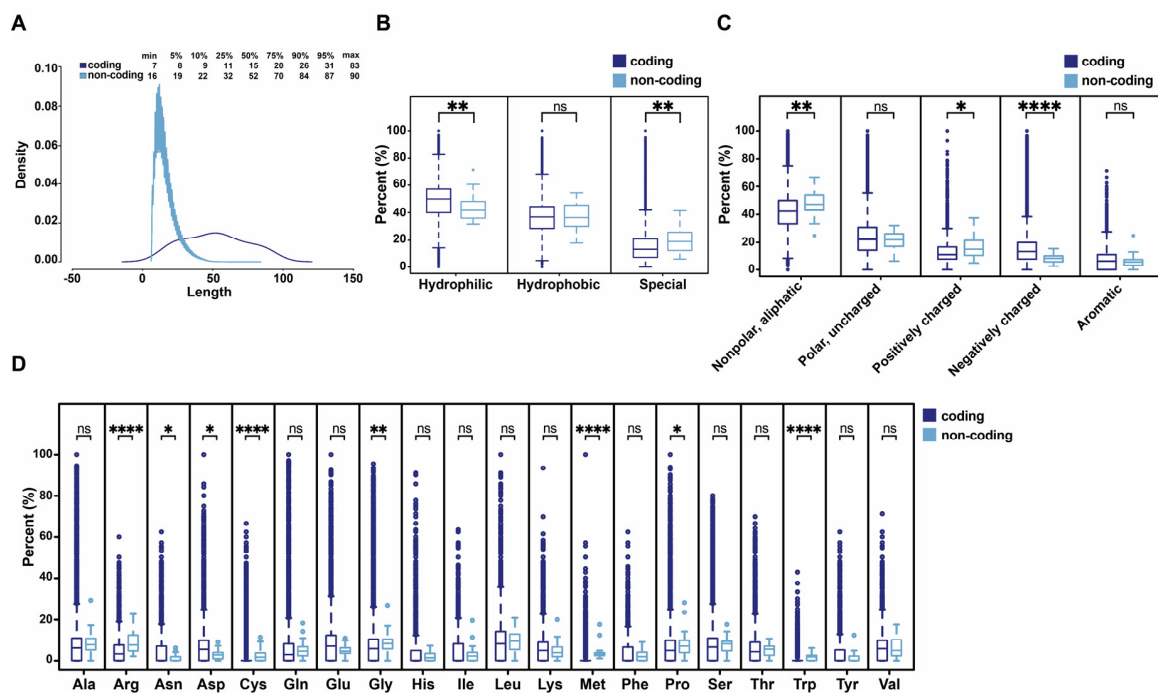 A
min 5% 10% 25% 50% 75% 90% 95% max
coding 7 8 9 11 15 20 26 31 83
non-coding 16 19 22 32 52 70 84 87 90
0.10
0.08
0.06
0.04
0.02
0.00
Density
-50 0 50 100 150
Length
B
coding
non-coding
** ns **
100
80
60
40
20
0
Percent (%)
Hydrophilic Hydrophobic Special
C
coding
non-coding
** ns * **** ns
100
80
60
40
20
0
Percent (%)
Nonpolar, aliphatic
Polar, uncharged
Positively charged
Negatively charged
Aromatic
D
coding
non-coding
ns **** * * **** ns ns ** ns ns ns ns **** ns * ns ns **** ns ns
100
80
60
40
20
0
Percent (%)
Ala Arg Asn Asp Cys Gln Glu Gly His Ile Leu Lys Met Phe Pro Ser Thr Trp Tyr Val